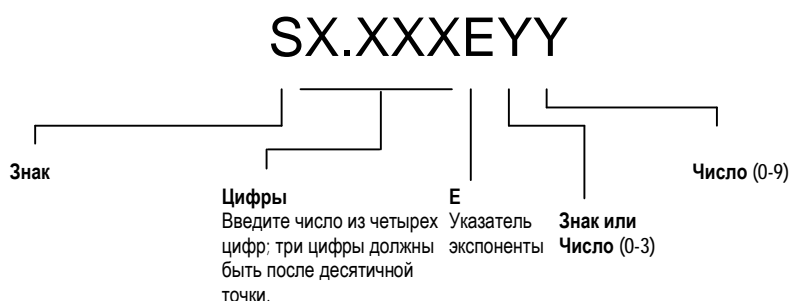 SX.XXXEYY
Знак
Число (0-9)
Цифры
Введите число из четырех
цифр; три цифры должны
быть после десятичной
точки.
E
Указатель
экспоненты
Знак или
Число (0-3)